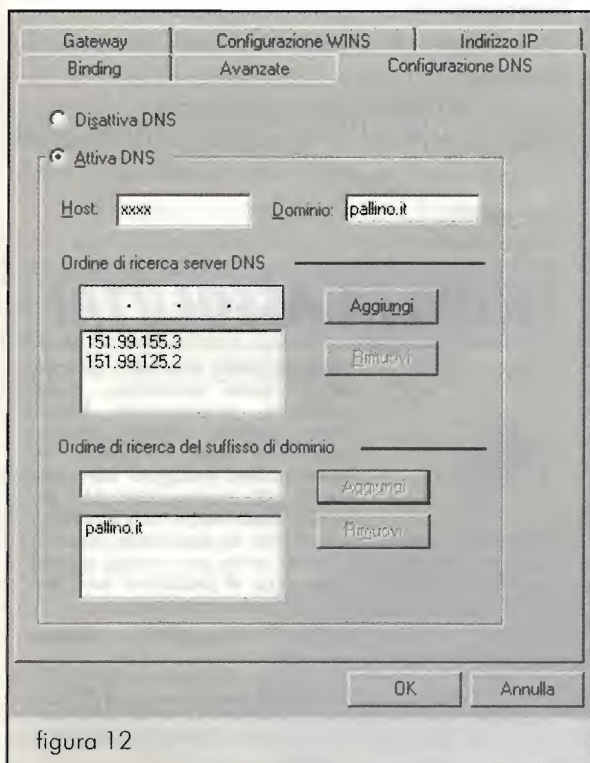 Gateway Configurazione WINS Indirizzo IP
Binding Avanzate Configurazione DNS
Disattiva DNS
Attiva DNS
Host: xxxx Dominio: pallino.it
Ordine di ricerca server DNS
. . . Aggiungi
151.99.155.3 Rimuovi
151.99.125.2
Ordine di ricerca del suffisso di dominio
Aggiungi
pallino.it Rimuovi
OK Annulla
figura 12